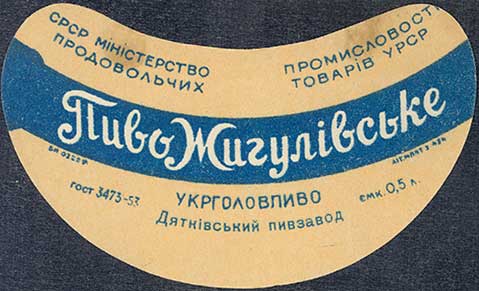 СРСР МІНІСТЕРСТВО ПРОМИСЛОВОСТІ
ПРОДОВОЛЬЧИХ ТОВАРІВ УРСР
Пиво Жигулівське
ГОСТ 3473-53
УКРГОЛОВПИВО
ємк. 0,5 л.
Дятківський пивзавод